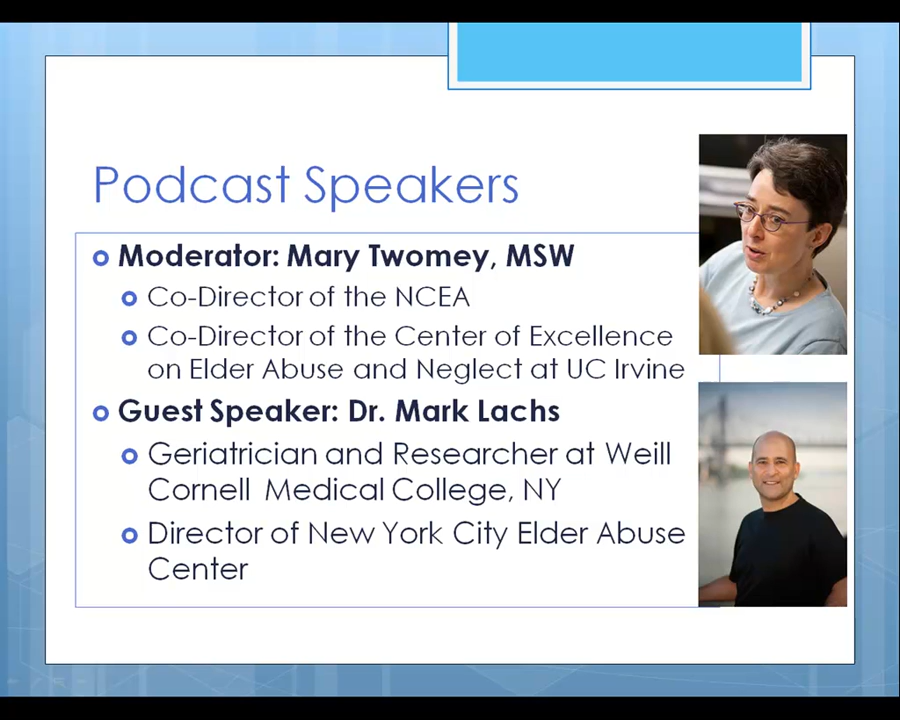 Podcast Speakers
Moderator: Mary Twomey, MSW
Co-Director of the NCEA
Co-Director of the Center of Excellence
on Elder Abuse and Neglect at UC Irvine
Guest Speaker: Dr. Mark Lachs
Geriatrician and Researcher at Weill
Cornell Medical College, NY
Director of New York City Elder Abuse
Center